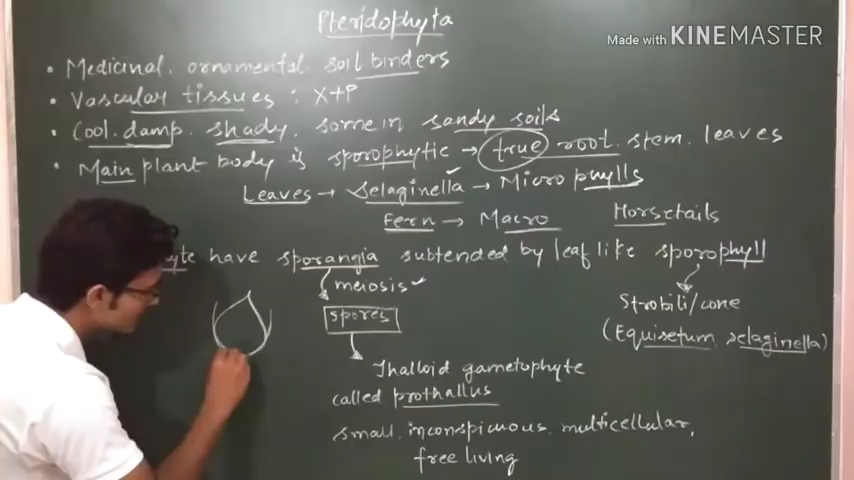 Pteridophyta
Made with KINEMASTER
• Medicinal, ornamental, soil binders
• Vascular tissues : X+P
• Cool, damp, shady, some in sandy soils
• Main plant body is sporophytic → true root, stem, leaves
Leaves → Selaginella → Microphylls
Fern → Macro
Horsetails
yte have sporangia subtended by leaf like sporophyll
meiosis
spores
Strobili/cone
(Equisetum, selaginella)
Thalloid gametophyte
called prothallus
small, inconspicuous, multicellular,
free living